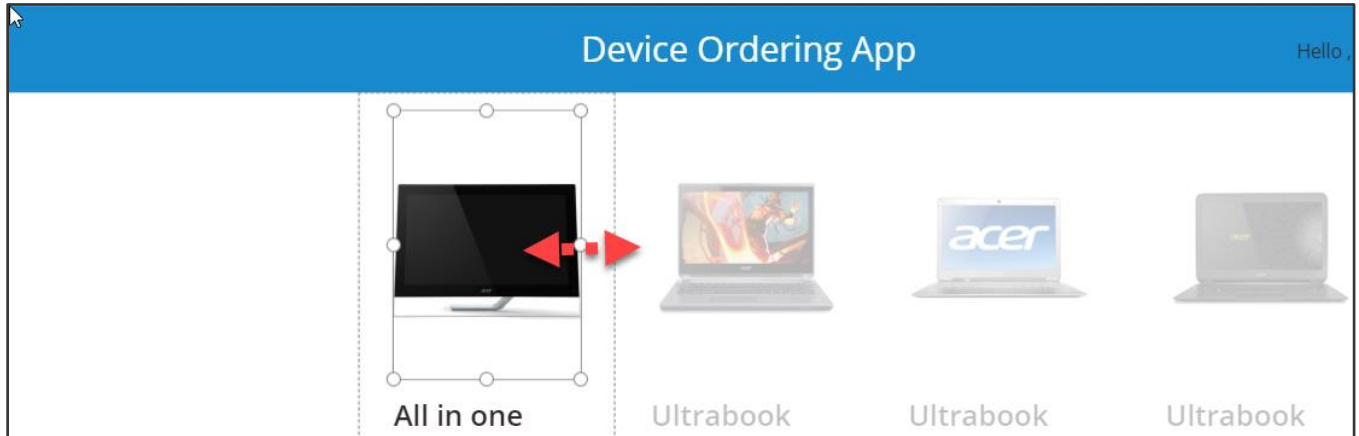 Device Ordering App
Hello ,
acer
All in one
Ultrabook
Ultrabook
Ultrabook